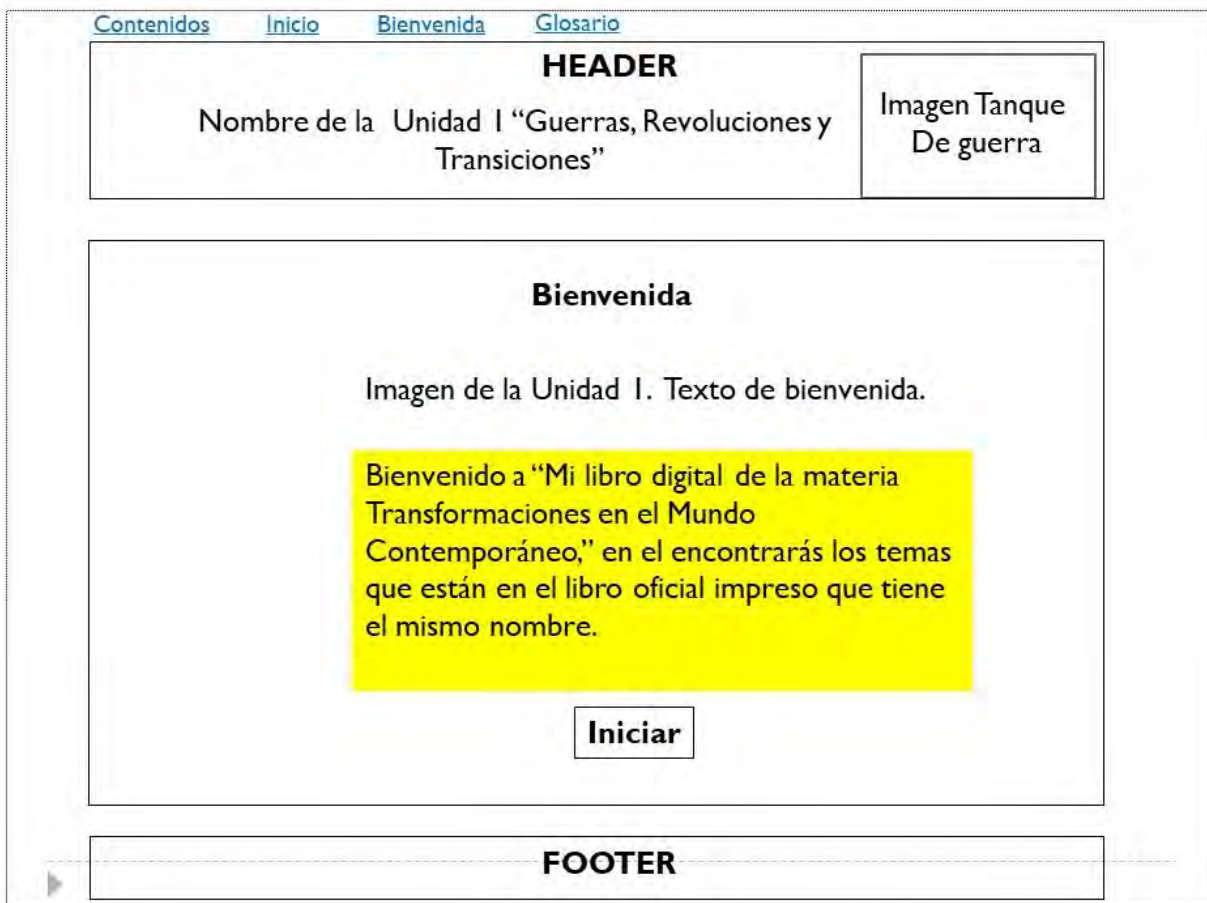 Contenidos Inicio Bienvenida Glosario
HEADER
Nombre de la Unidad 1 “Guerras, Revoluciones y
Transiciones”
Imagen Tanque
De guerra
Bienvenida
Imagen de la Unidad 1. Texto de bienvenida.
Bienvenido a “Mi libro digital de la materia
Transformaciones en el Mundo
Contemporáneo,” en el encontrarás los temas
que están en el libro oficial impreso que tiene
el mismo nombre.
Iniciar
FOOTER